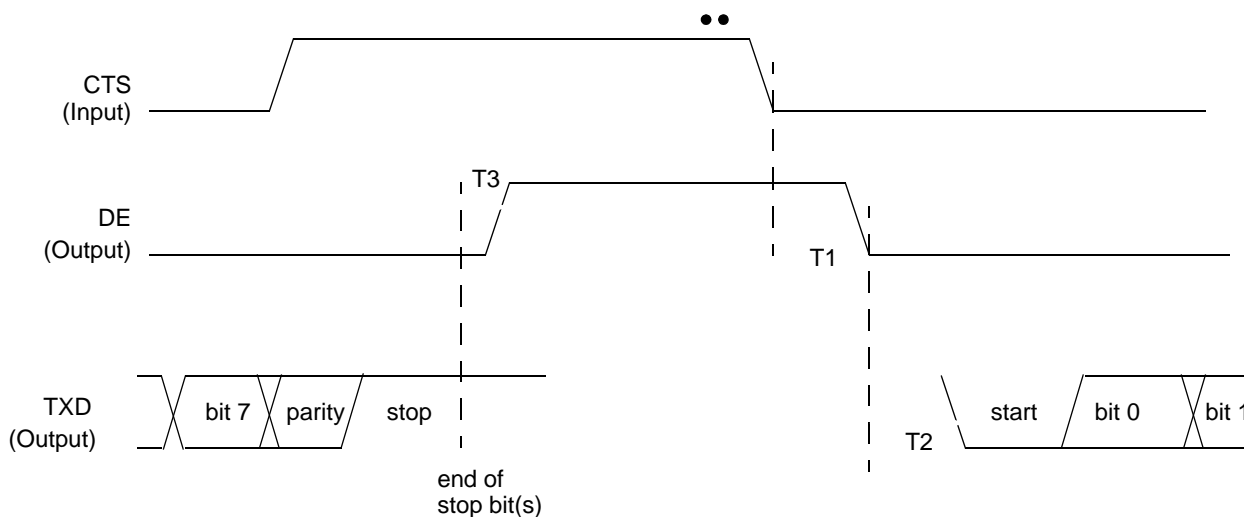 CTS
(Input)
T3
DE
(Output)
T1
TXD
(Output)
bit 7
parity
stop
T2
start
bit 0
bit 1
end of
stop bit(s)